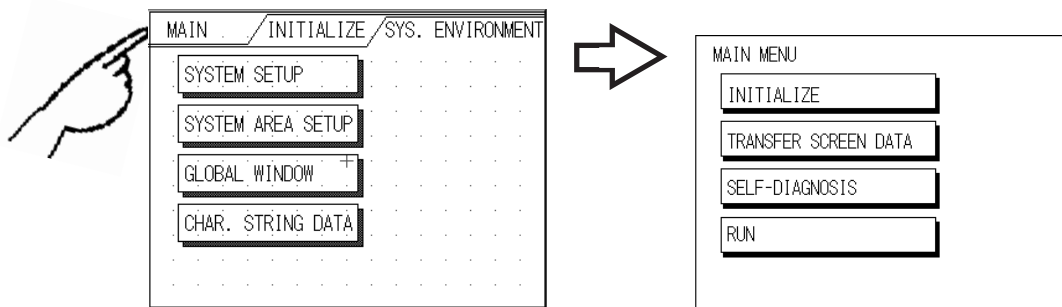 MAIN INITIALIZE SYS. ENVIRONMENT
SYSTEM SETUP
SYSTEM AREA SETUP
GLOBAL WINDOW
CHAR. STRING DATA
MAIN MENU
INITIALIZE
TRANSFER SCREEN DATA
SELF-DIAGNOSIS
RUN